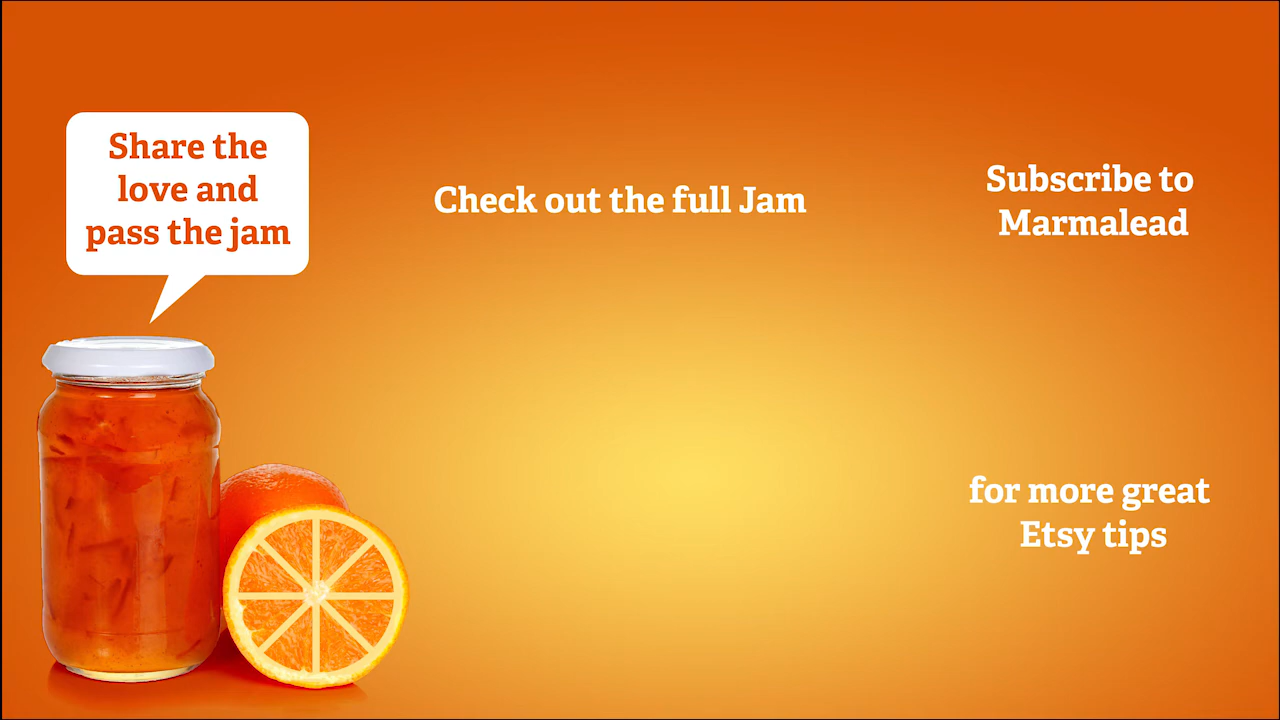 Share the
love and
pass the jam
Check out the full Jam
Subscribe to
Marmalead
for more great
Etsy tips